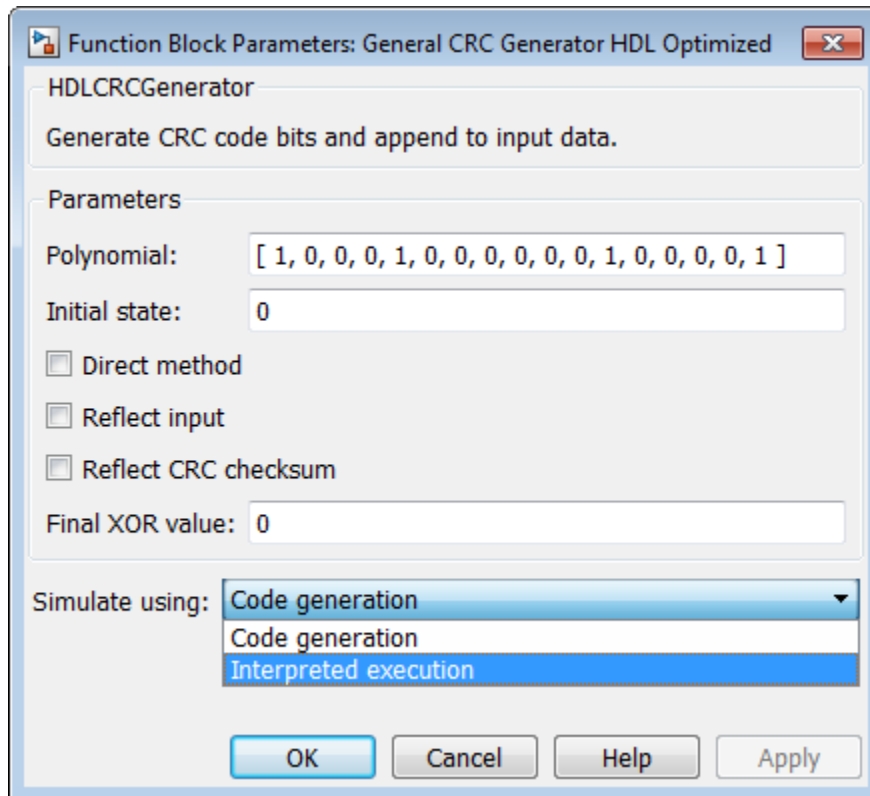 Function Block Parameters: General CRC Generator HDL Optimized
HDLCRCGenerator
Generate CRC code bits and append to input data.
Parameters
Polynomial: [ 1, 0, 0, 0, 1, 0, 0, 0, 0, 0, 0, 1, 0, 0, 0, 0, 1 ]
Initial state: 0
Direct method
Reflect input
Reflect CRC checksum
Final XOR value: 0
Simulate using: Code generation
Code generation
Interpreted execution
OK Cancel Help Apply